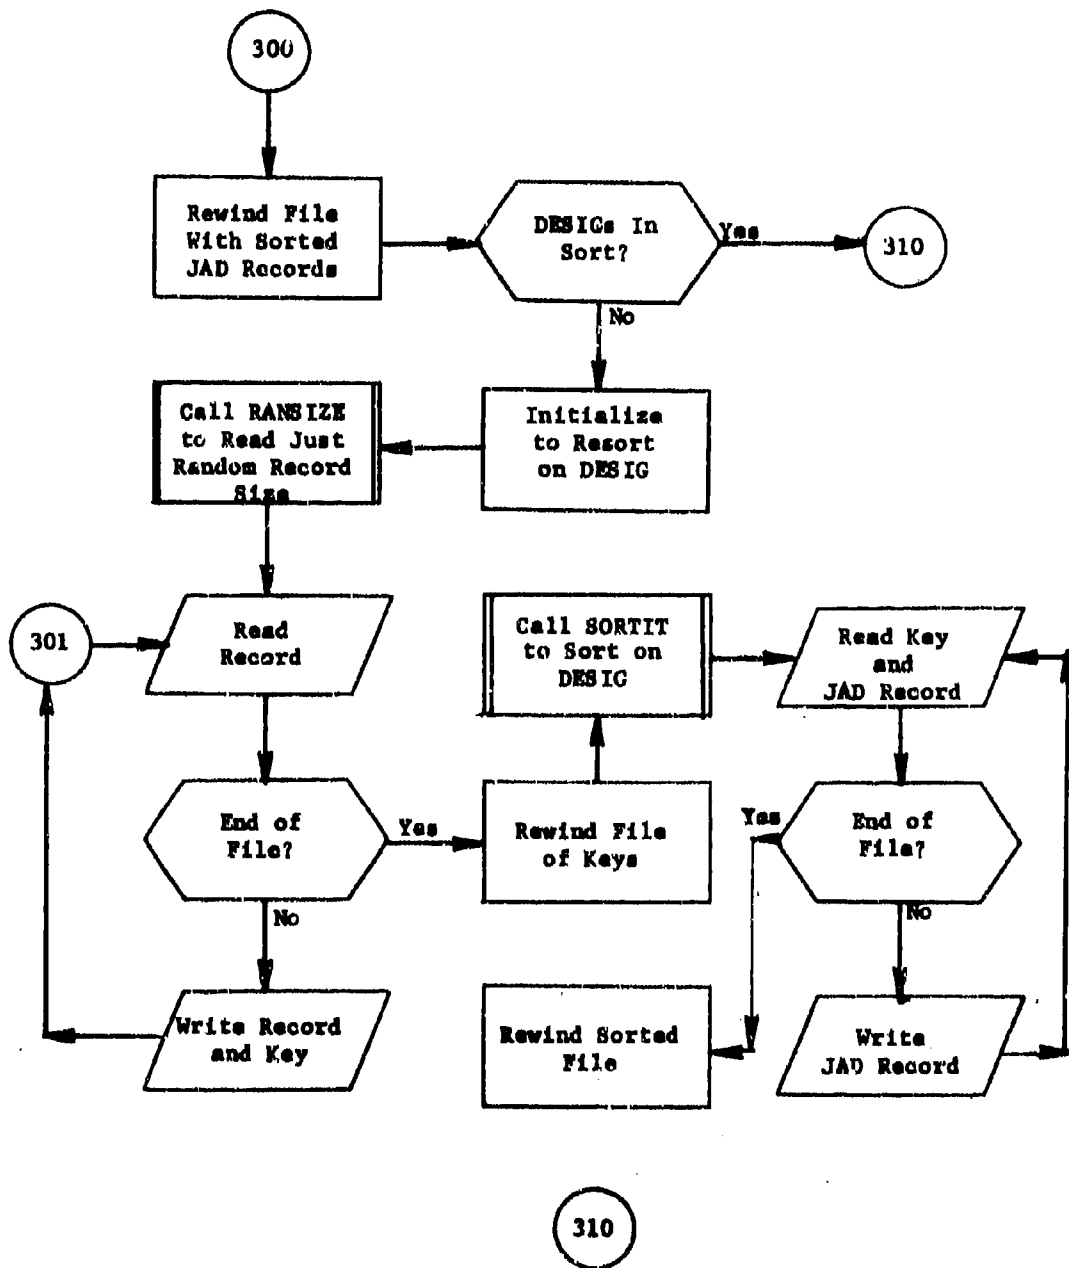 300
Rewind File
With Sorted
JAD Records
DESIGs In
Sort?
Yes
310
No
Call RANSIZE
to Read Just
Random Record
Size
Initialize
to Resort
on DESIG
301
Read
Record
Call SORTIT
to Sort on
DESIG
Read Key
and
JAD Record
End of
File?
Yes
No
Rewind File
of Keys
Yes
End of
File?
No
Write Record
and Key
Rewind Sorted
File
Write
JAD Record
310